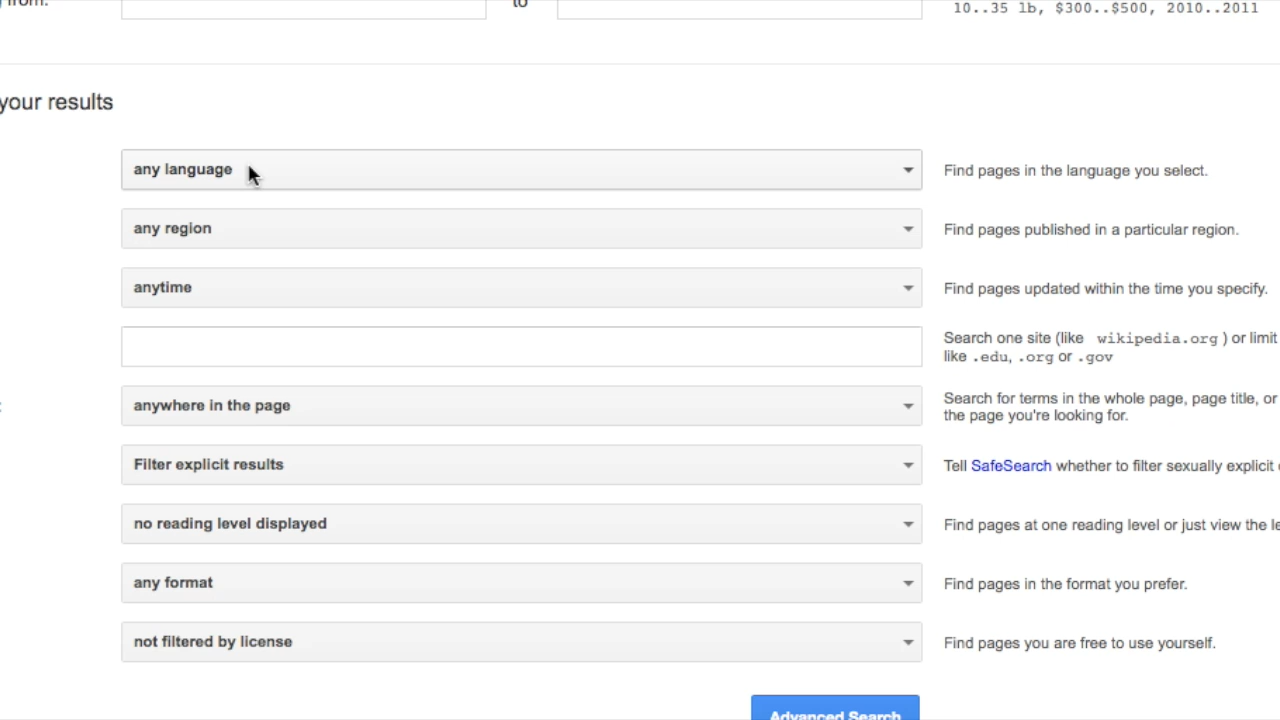 from:
to
10..35 lb, $300..$500, 2010..2011
your results
any language
Find pages in the language you select.
any region
Find pages published in a particular region.
anytime
Find pages updated within the time you specify.
Search one site (like wikipedia.org ) or limit
like .edu, .org or .gov
anywhere in the page
Search for terms in the whole page, page title, or
the page you're looking for.
Filter explicit results
Tell SafeSearch whether to filter sexually explicit
no reading level displayed
Find pages at one reading level or just view the
any format
Find pages in the format you prefer.
not filtered by license
Find pages you are free to use yourself.
Advanced Search